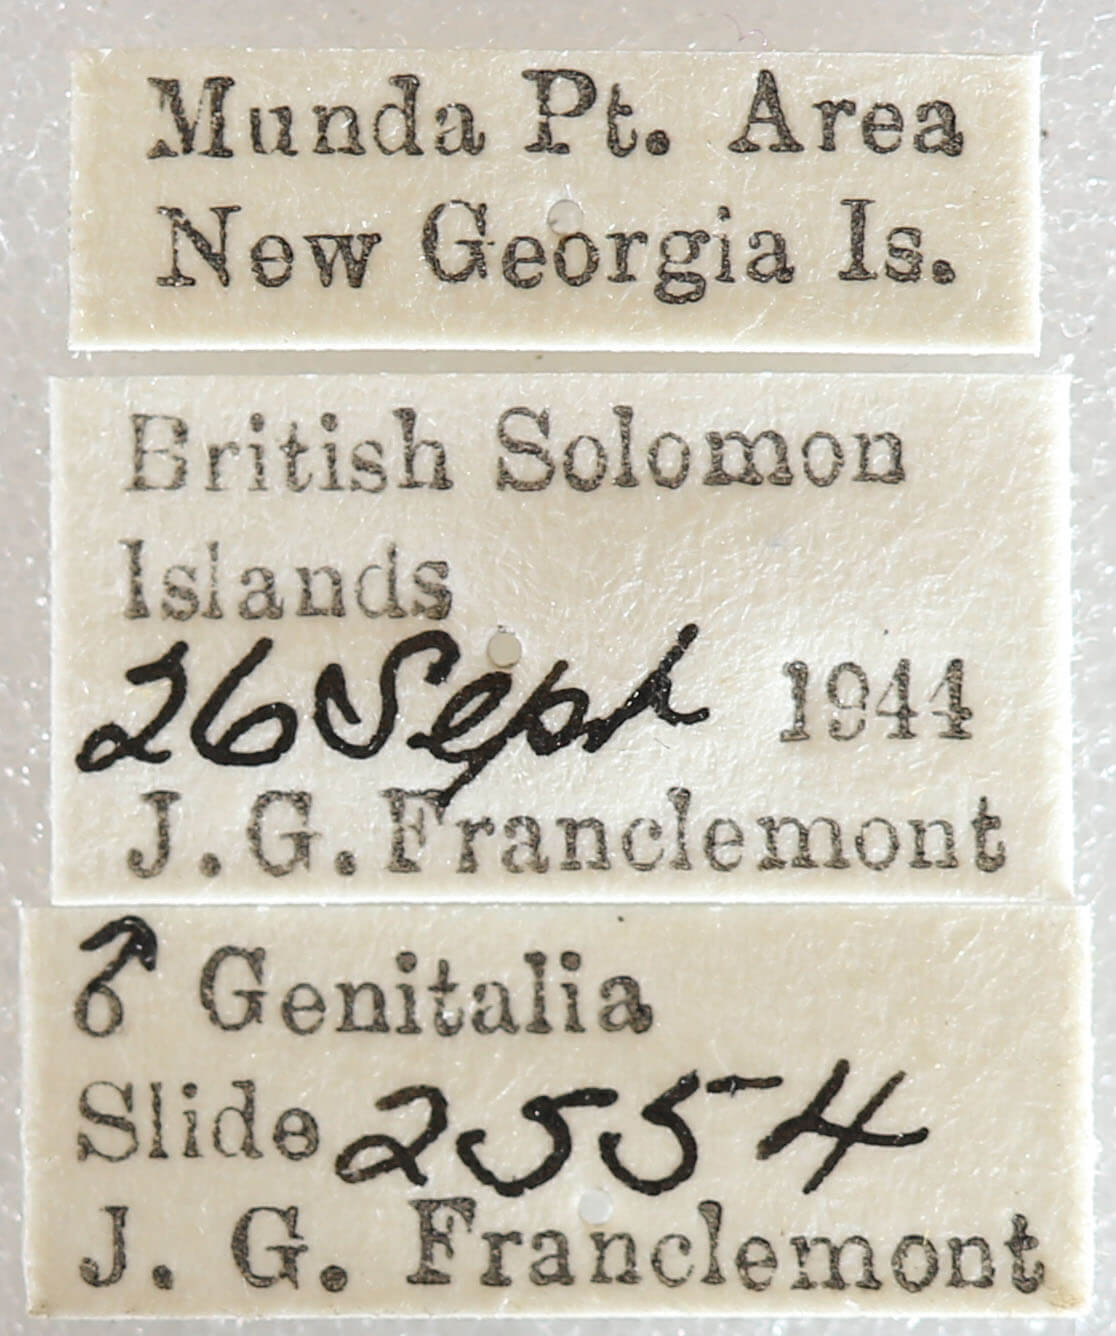 Munda Pt. Area
New Georgia Is.
British Solomon
Islands
26 Sept 1944
J. G. Franclemont
♂ Genitalia
Slide 2554
J. G. Franclemont